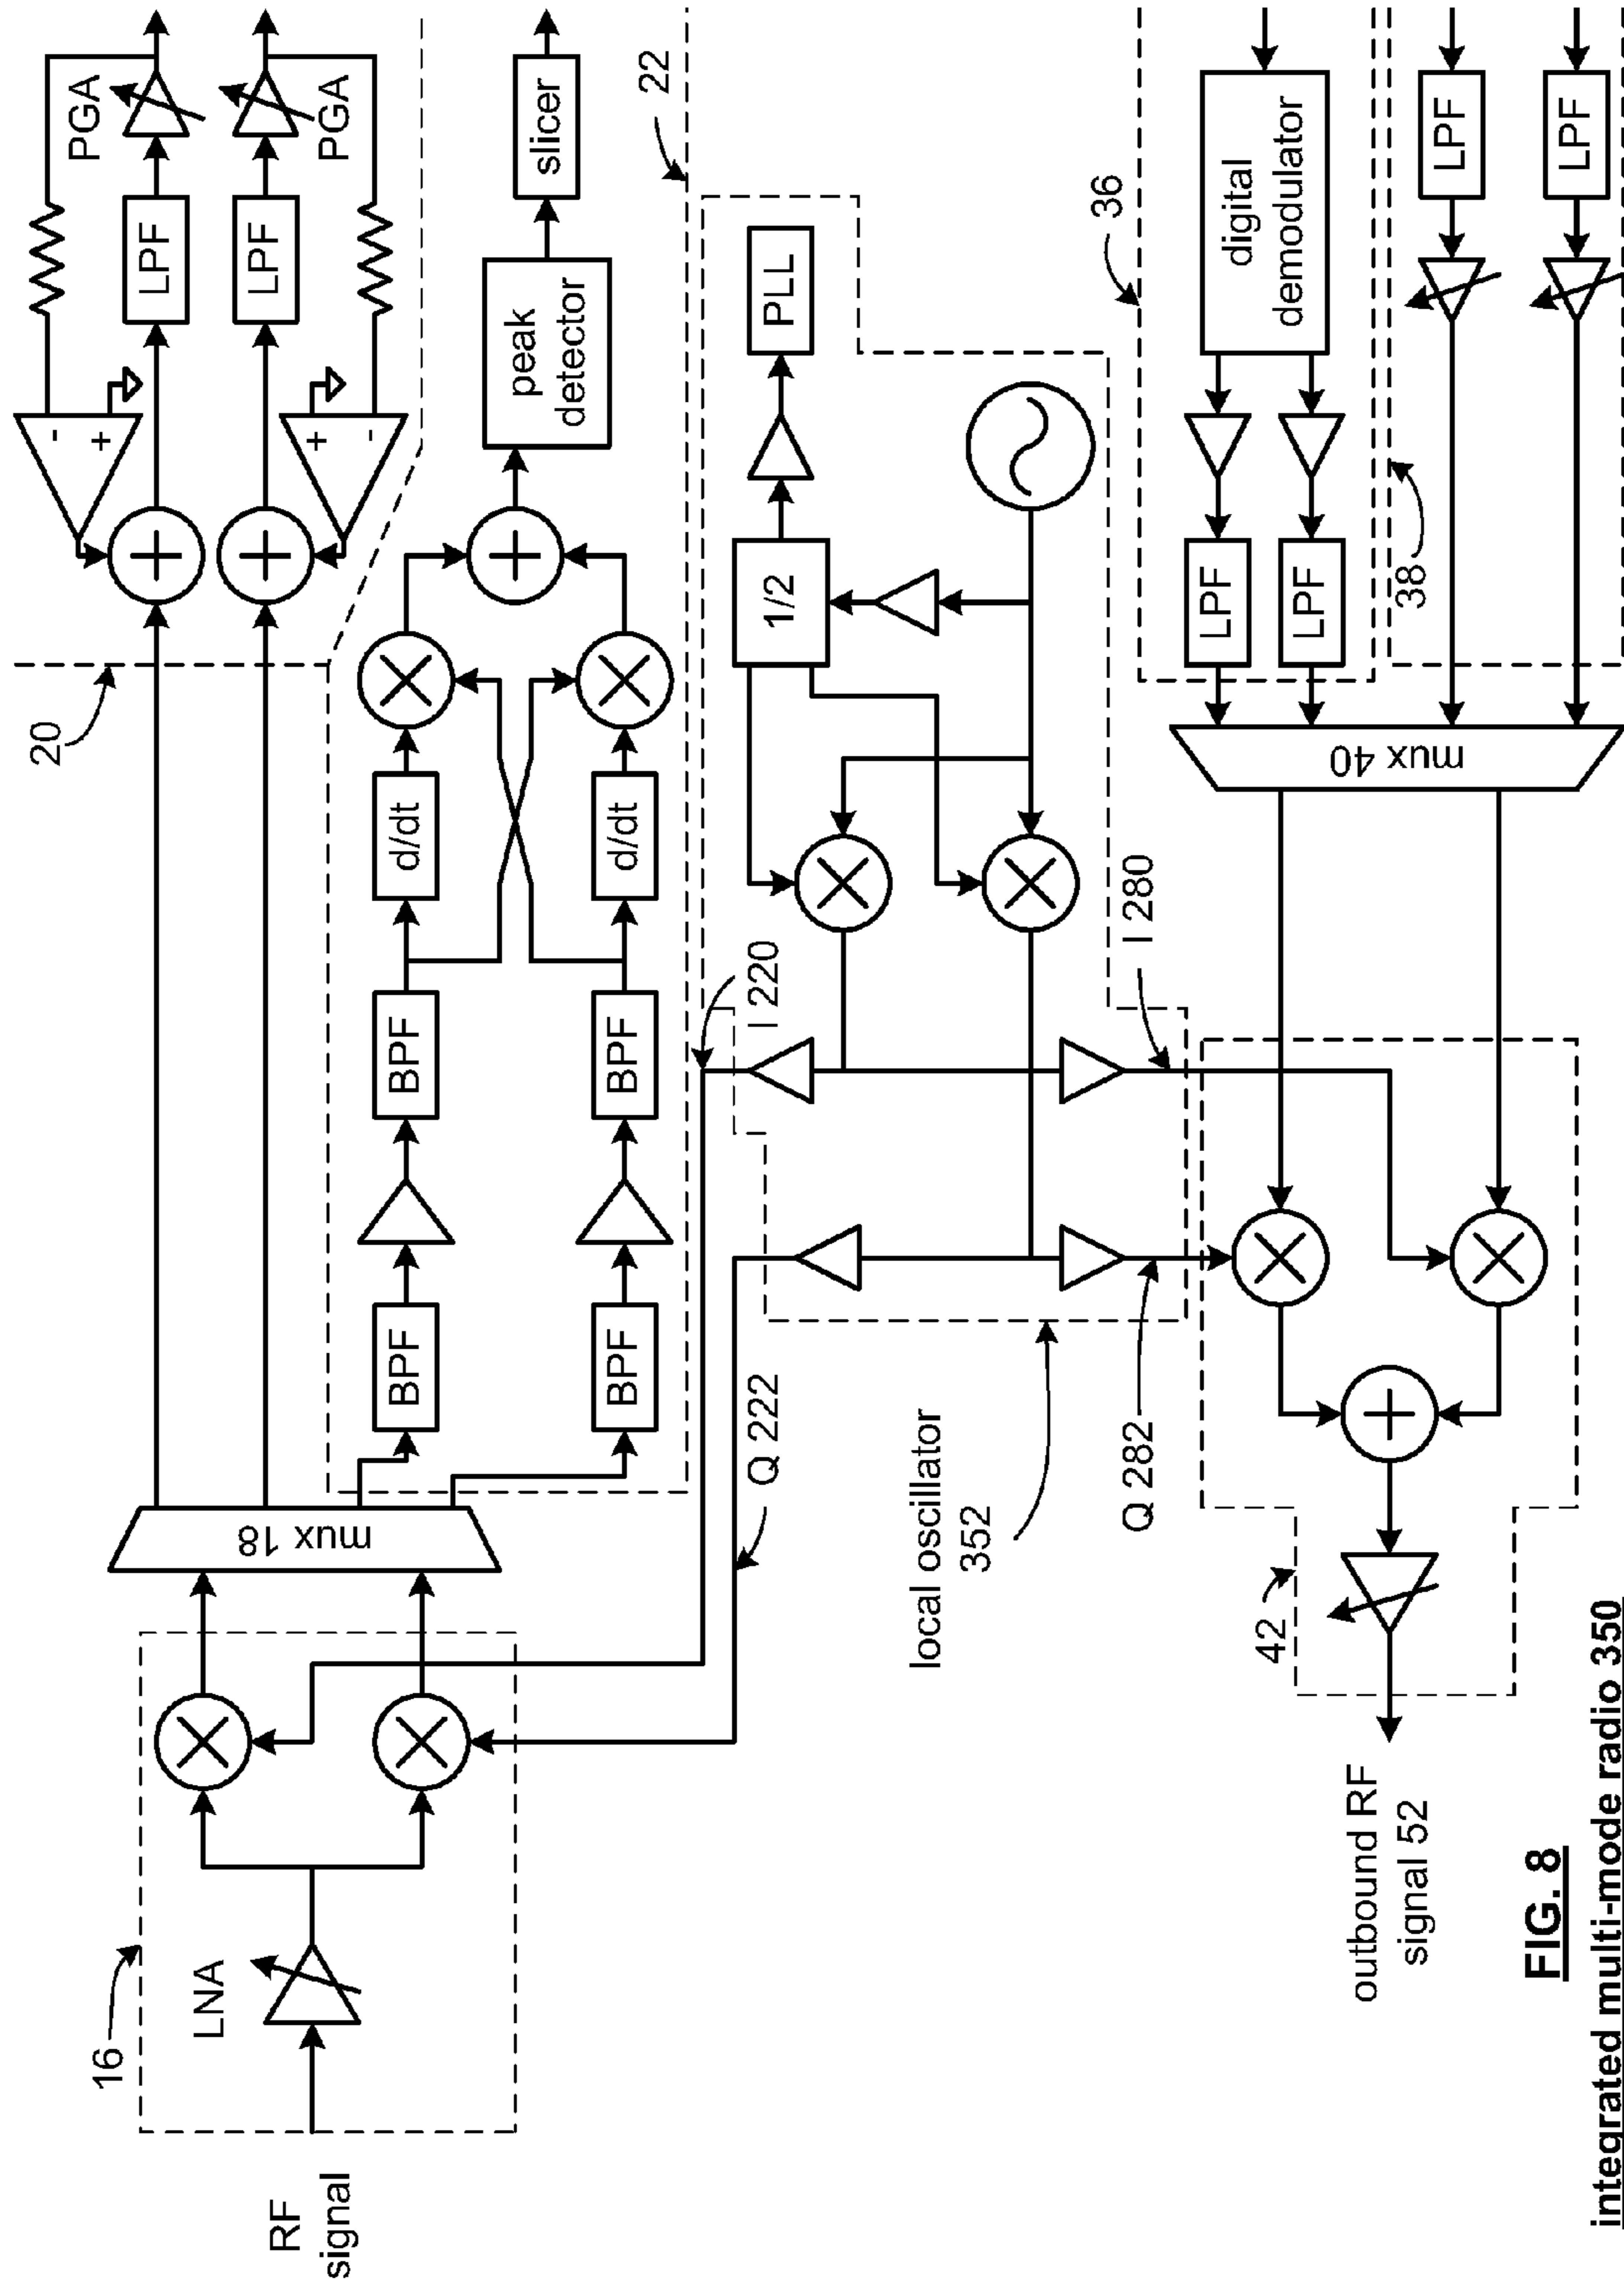 RF
signal
16
LNA
mux 18
20
PGA
LPF
LPF
PGA
-
+
+
-
BPF
BPF
BPF
BPF
d/dt
d/dt
peak
detector
slicer
22
I 220
Q 222
1/2
PLL
local oscillator
352
I 280
Q 282
36
digital
demodulator
LPF
LPF
38
LPF
LPF
mux 40
42
outbound RF
signal 52
FIG. 8
integrated multi-mode radio 350